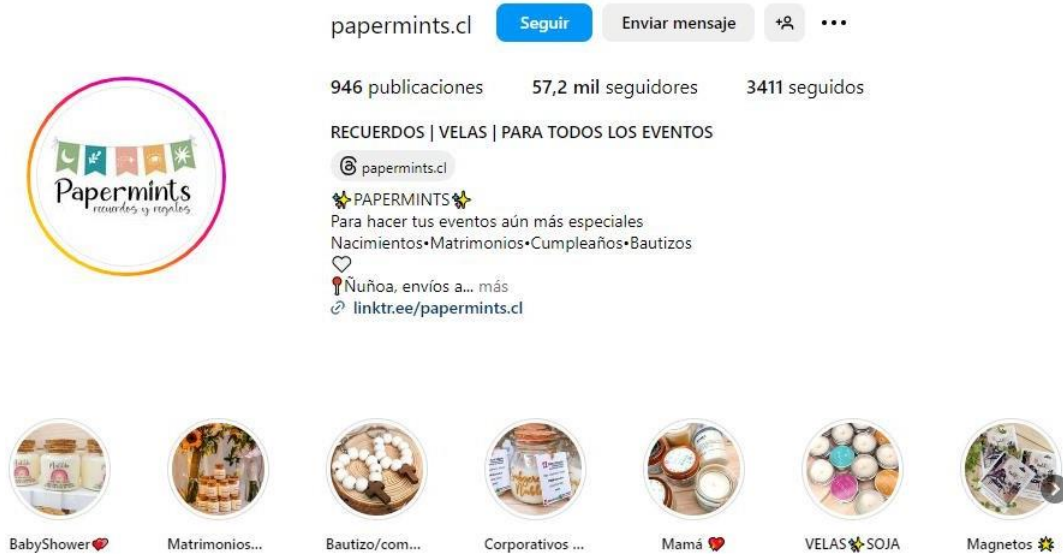 papermints.cl Seguir Enviar mensaje
946 publicaciones 57,2 mil seguidores 3411 seguidos
RECUERDOS | VELAS | PARA TODOS LOS EVENTOS
papermints.cl
Papermints
recuerdos y regalos
✨PAPERMINTS✨
Para hacer tus eventos aún más especiales
Nacimientos•Matrimonios•Cumpleaños•Bautizos
♡
📍Ñuñoa, envíos a... más
linktr.ee/papermints.cl
BabyShower💕 Matrimonios... Bautizo/com... Corporativos ... Mamá 💖 VELAS✨SOJA Magnetos 🌼